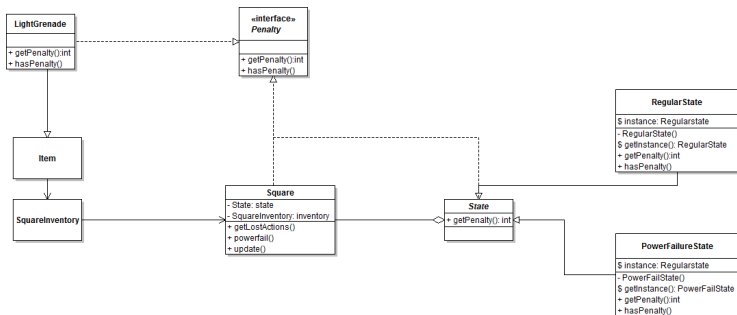 LightGrenade
+ getPenalty():int
+ hasPenalty()
«interface»
Penalty
+ getPenalty():int
+ hasPenalty()
RegularState
$ instance: Regularstate
- RegularState()
$ getInstance(): RegularState
+ getPenalty():int
+ hasPenalty()
Item
SquareInventory
Square
- State: state
- SquareInventory: inventory
+ getLostActions()
+ powerfail()
+ update()
State
+ getPenalty(): int
PowerFailureState
$ instance: Regularstate
- PowerFailState()
$ getInstance(): PowerFailState
+ getPenalty():int
+ hasPenalty()